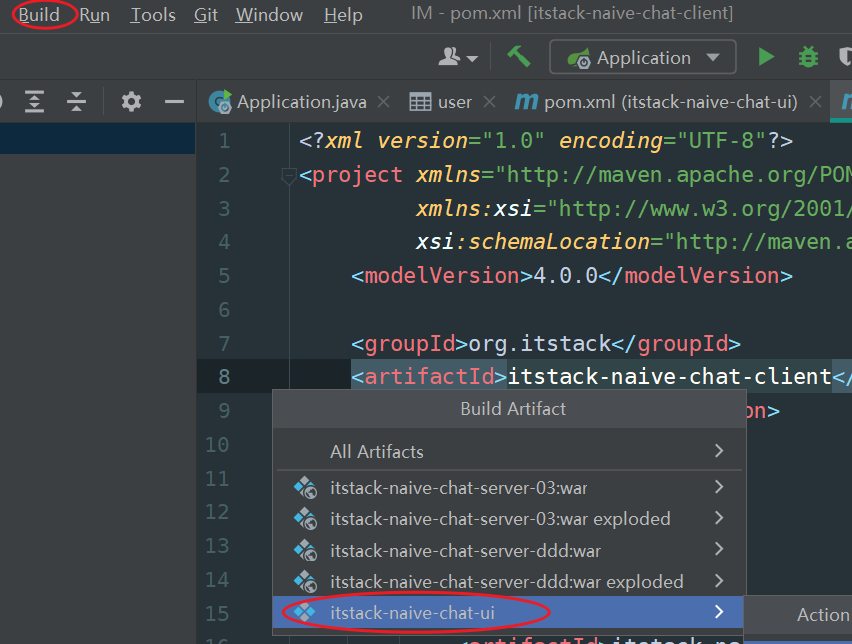 Build Run Tools Git Window Help IM - pom.xml [itstack-naive-chat-client]
Application
Application.java user m pom.xml (itstack-naive-chat-ui)
1 <?xml version="1.0" encoding="UTF-8"?>
2 <project xmlns="http://maven.apache.org/POM
3 xmlns:xsi="http://www.w3.org/2001/
4 xsi:schemaLocation="http://maven.a
5 <modelVersion>4.0.0</modelVersion>
6
7 <groupId>org.itstack</groupId>
8 <artifactId>itstack-naive-chat-client</
9 on>
Build Artifact
10
All Artifacts
11
itstack-naive-chat-server-03:war
12
itstack-naive-chat-server-03:war exploded
13
itstack-naive-chat-server-ddd:war
14
itstack-naive-chat-server-ddd:war exploded
15
itstack-naive-chat-ui
Action